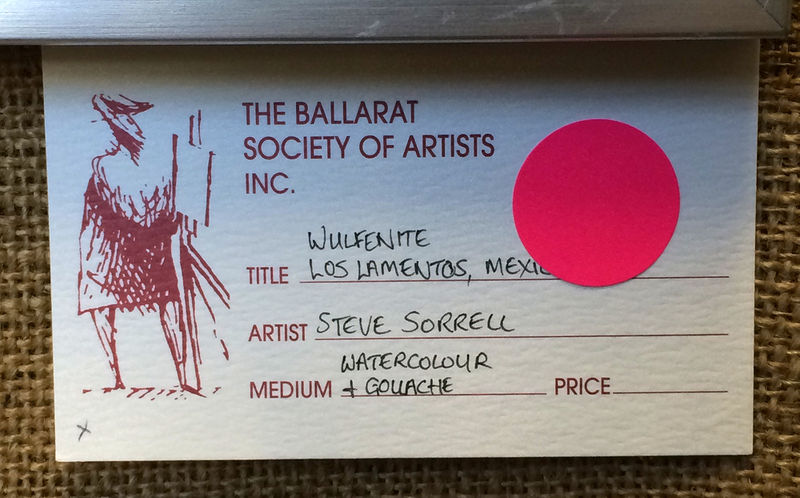 THE BALLARAT
SOCIETY OF ARTISTS
INC.
WULFENITE
TITLE LOS LAMENTOS, MEXI
ARTIST STEVE SORRELL
WATERCOLOUR
MEDIUM + GOUACHE PRICE
x